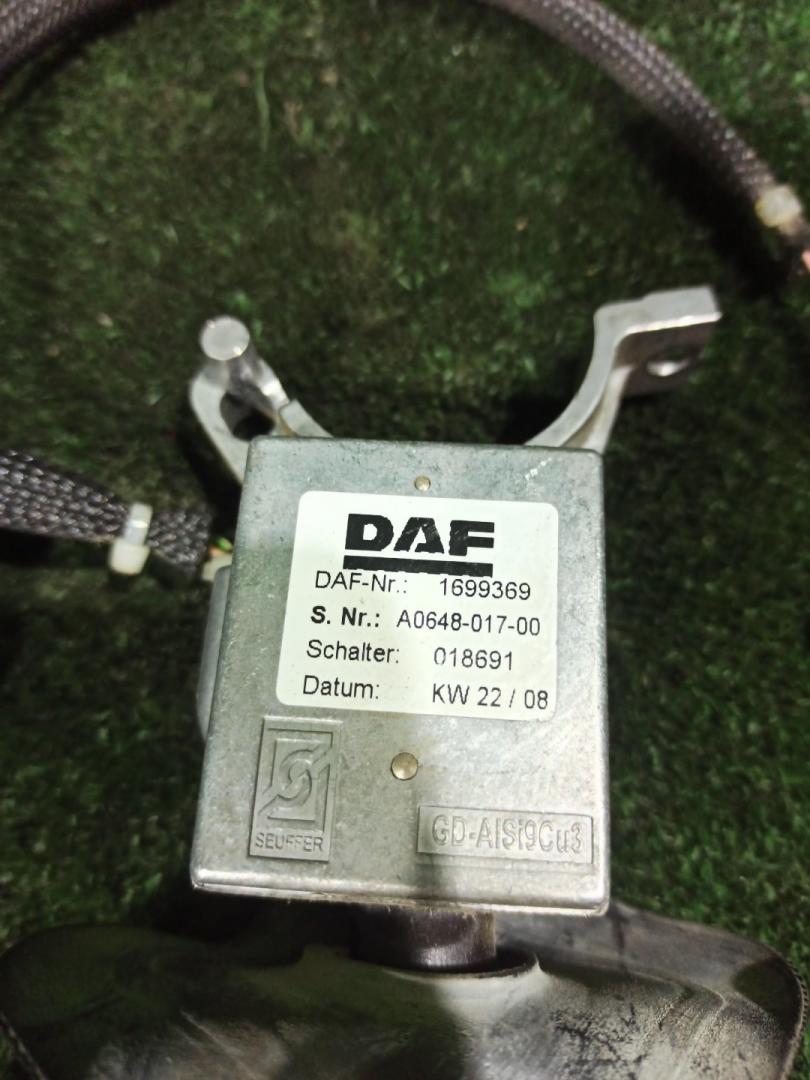 DAF
DAF-Nr.: 1699369
S. Nr.: A0648-017-00
Schalter: 018691
Datum: KW 22 / 08
SEUFFER
GD-AlSi9Cu3